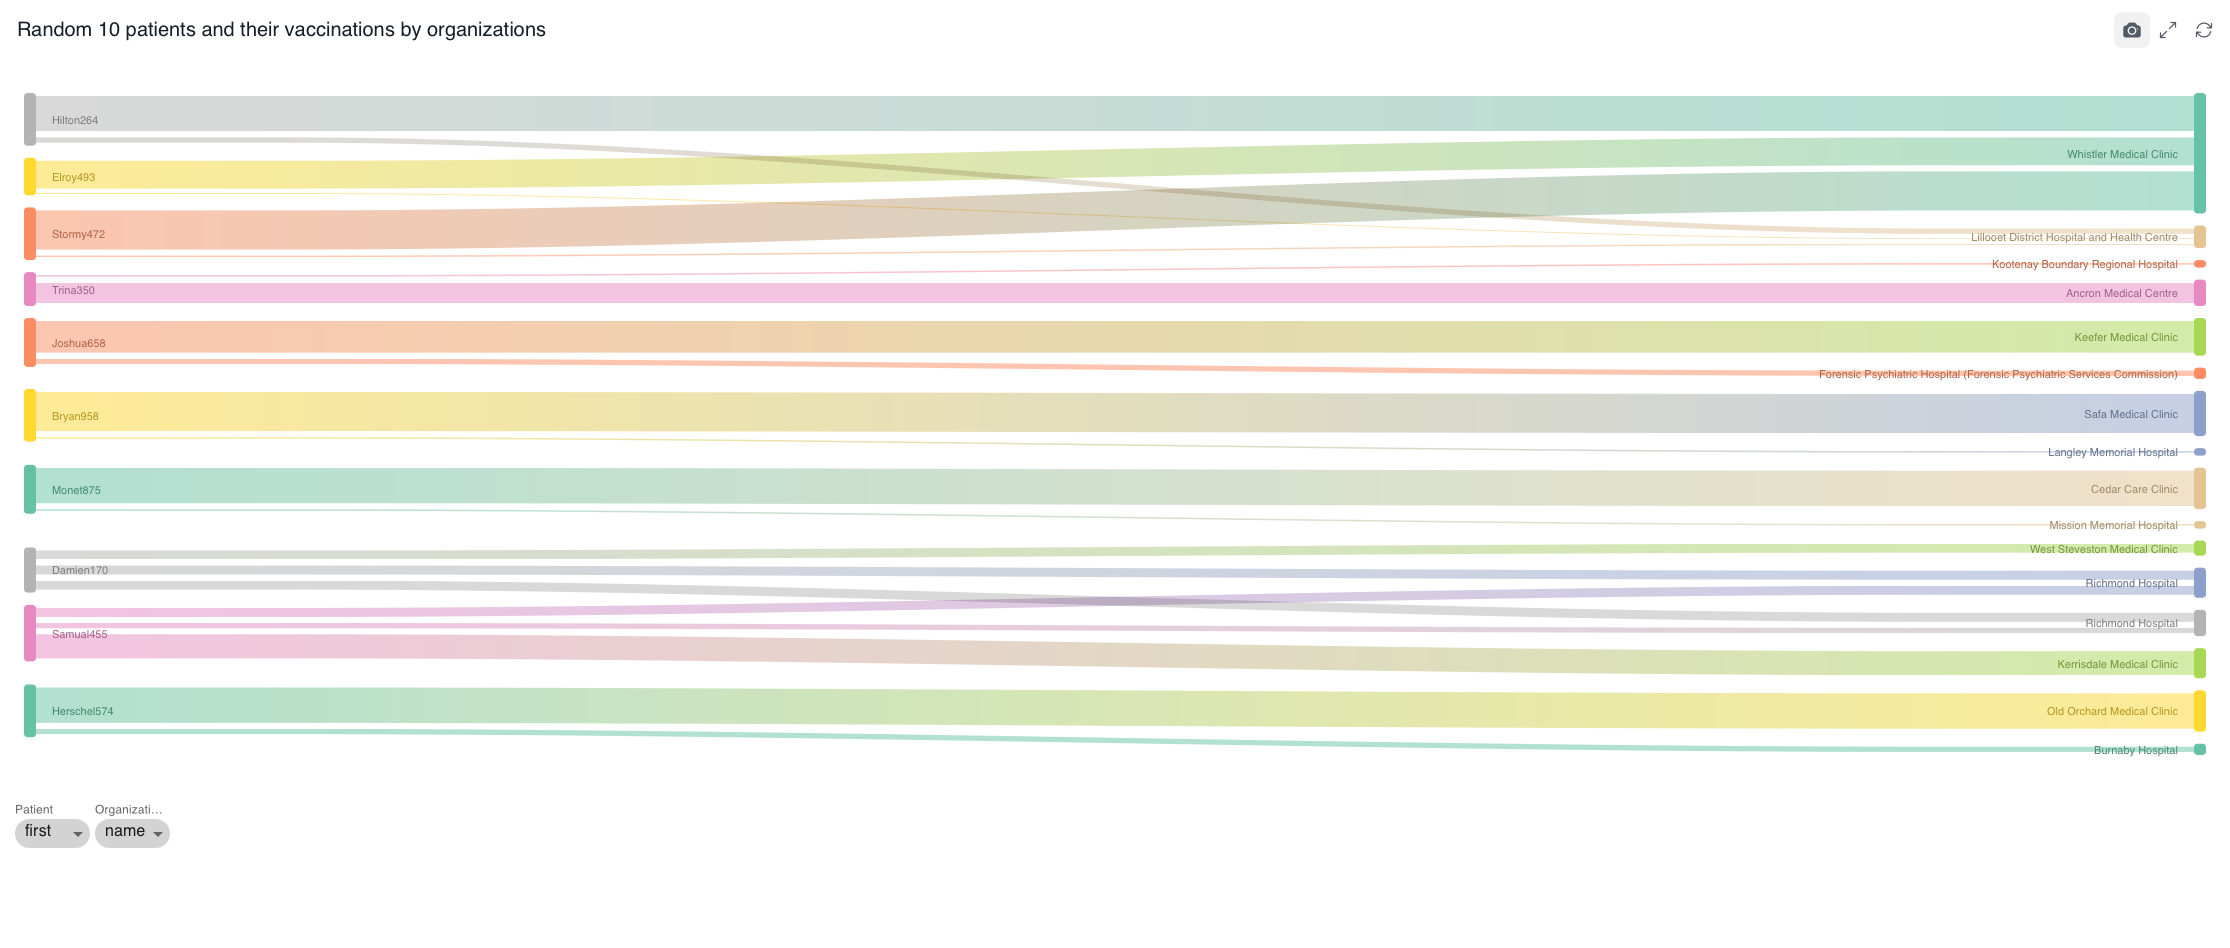 Random 10 patients and their vaccinations by organizations
Hilton264
Elroy493
Stormy472
Trina350
Joshua658
Bryan958
Monet875
Damien170
Samual455
Herschel574
Whistler Medical Clinic
Lillooet District Hospital and Health Centre
Kootenay Boundary Regional Hospital
Ancron Medical Centre
Keefer Medical Clinic
Forensic Psychiatric Hospital (Forensic Psychiatric Services Commission)
Safa Medical Clinic
Langley Memorial Hospital
Cedar Care Clinic
Mission Memorial Hospital
West Steveston Medical Clinic
Richmond Hospital
Richmond Hospital
Kerrisdale Medical Clinic
Old Orchard Medical Clinic
Burnaby Hospital
Patient Organizati...
first name